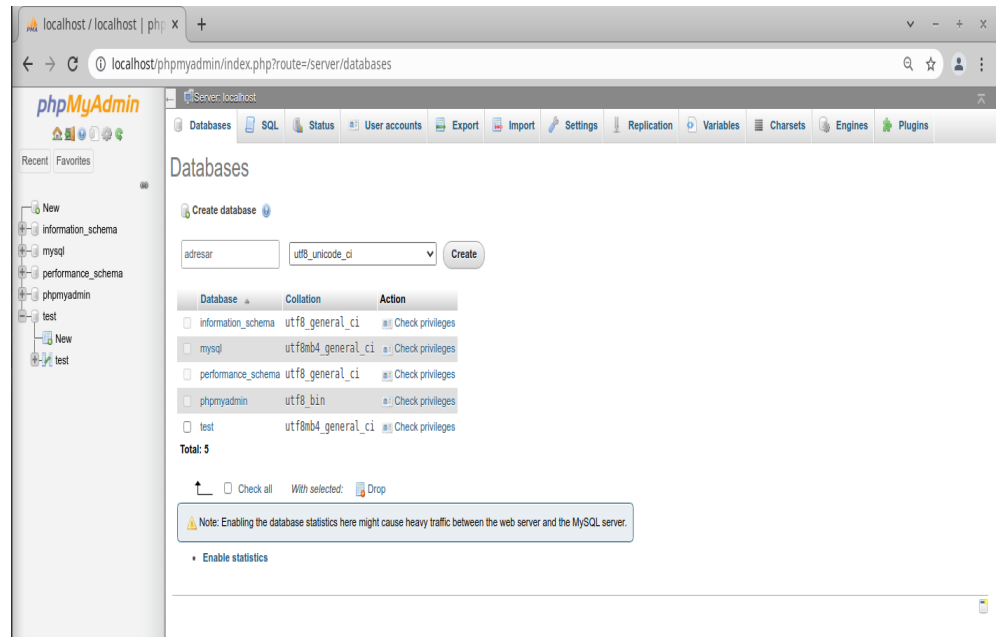 localhost / localhost | php
localhost/phpmyadmin/index.php?route=/server/databases
phpMyAdmin
Recent Favorites
New
information_schema
mysql
performance_schema
phpmyadmin
test
New
test
Server: localhost
Databases SQL Status User accounts Export Import Settings Replication Variables Charsets Engines Plugins
Databases
Create database
adresar utf8_unicode_ci Create
Database Collation Action
information_schema utf8_general_ci Check privileges
mysql utf8mb4_general_ci Check privileges
performance_schema utf8_general_ci Check privileges
phpmyadmin utf8_bin Check privileges
test utf8mb4_general_ci Check privileges
Total: 5
Check all With selected: Drop
Note: Enabling the database statistics here might cause heavy traffic between the web server and the MySQL server.
Enable statistics